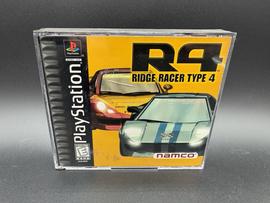 PlayStation
R4
RIDGE RACER TYPE 4
namco